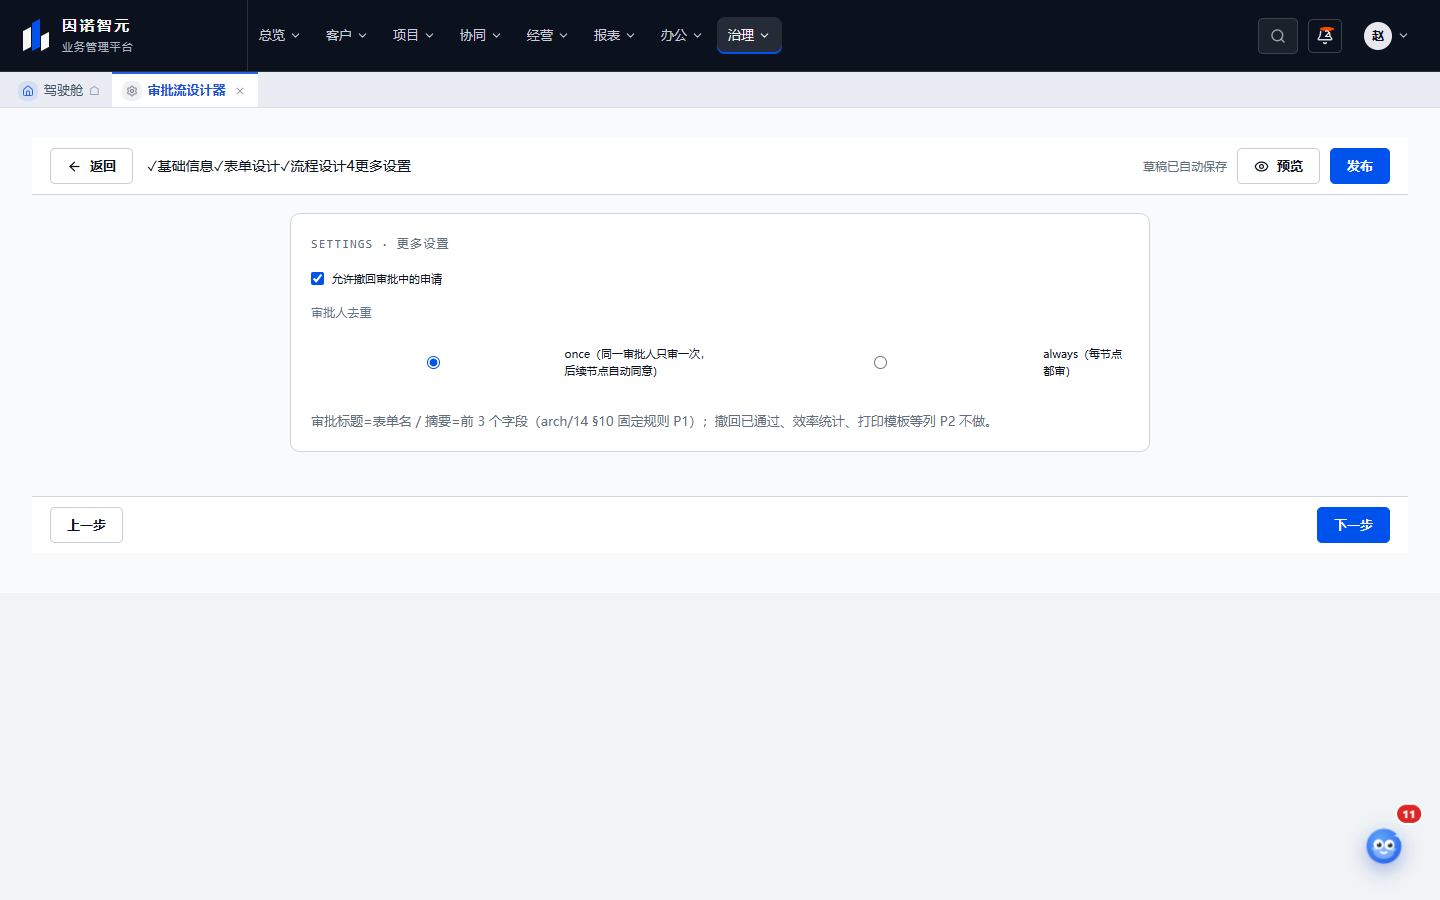 因诺智元
业务管理平台
总览 客户 项目 协同 经营 报表 办公 治理
赵
驾驶舱 审批流设计器 ×
返回 ✓基础信息✓表单设计✓流程设计4更多设置 草稿已自动保存 预览 发布
SETTINGS · 更多设置
允许撤回审批中的申请
审批人去重
once（同一审批人只审一次，
后续节点自动同意）
always（每节点
都审）
审批标题=表单名 / 摘要=前 3 个字段（arch/14 §10 固定规则 P1）；撤回已通过、效率统计、打印模板等列 P2 不做。
上一步 下一步
11